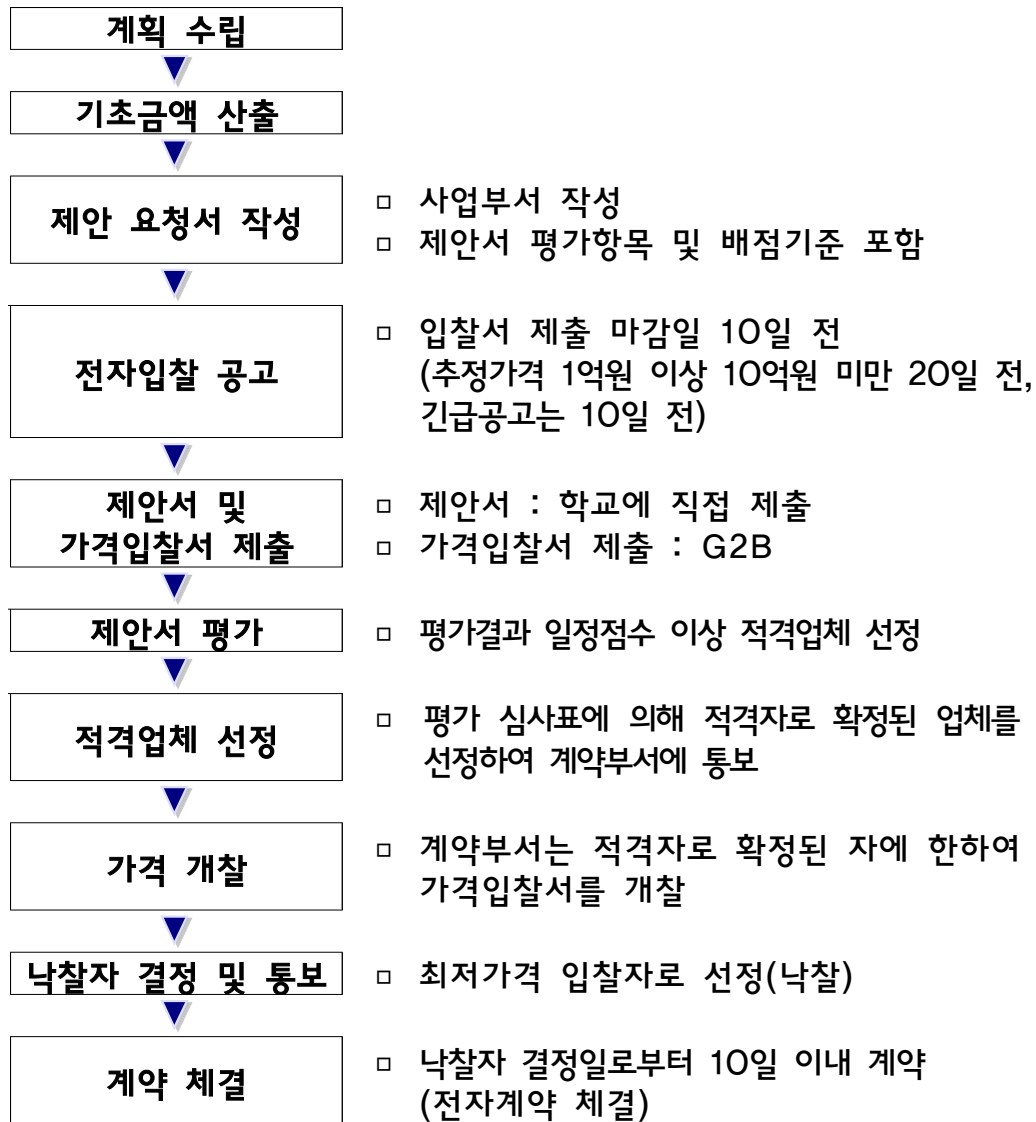 계획 수립
기초금액 산출
제안 요청서 작성
▫ 사업부서 작성
▫ 제안서 평가항목 및 배점기준 포함
전자입찰 공고
▫ 입찰서 제출 마감일 10일 전
(추정가격 1억원 이상 10억원 미만 20일 전,
긴급공고는 10일 전)
제안서 및
가격입찰서 제출
▫ 제안서 : 학교에 직접 제출
▫ 가격입찰서 제출 : G2B
제안서 평가
▫ 평가결과 일정점수 이상 적격업체 선정
적격업체 선정
▫ 평가 심사표에 의해 적격자로 확정된 업체를
선정하여 계약부서에 통보
가격 개찰
▫ 계약부서는 적격자로 확정된 자에 한하여
가격입찰서를 개찰
낙찰자 결정 및 통보
▫ 최저가격 입찰자로 선정(낙찰)
계약 체결
▫ 낙찰자 결정일로부터 10일 이내 계약
(전자계약 체결)